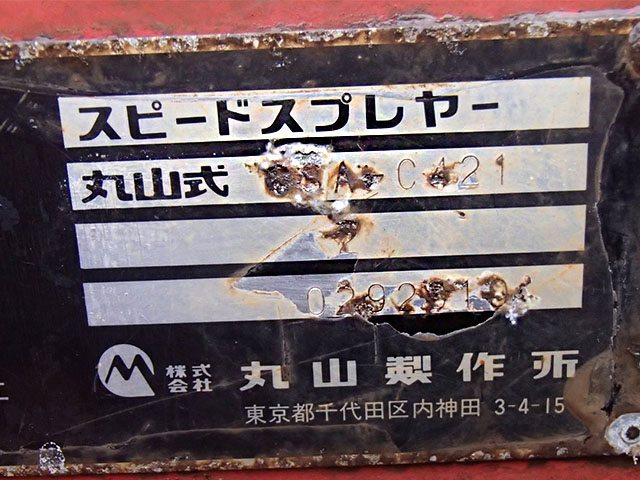 スピードスプレヤー
丸山式
株式会社 丸山製作所
東京都千代田区内神田 3-4-15